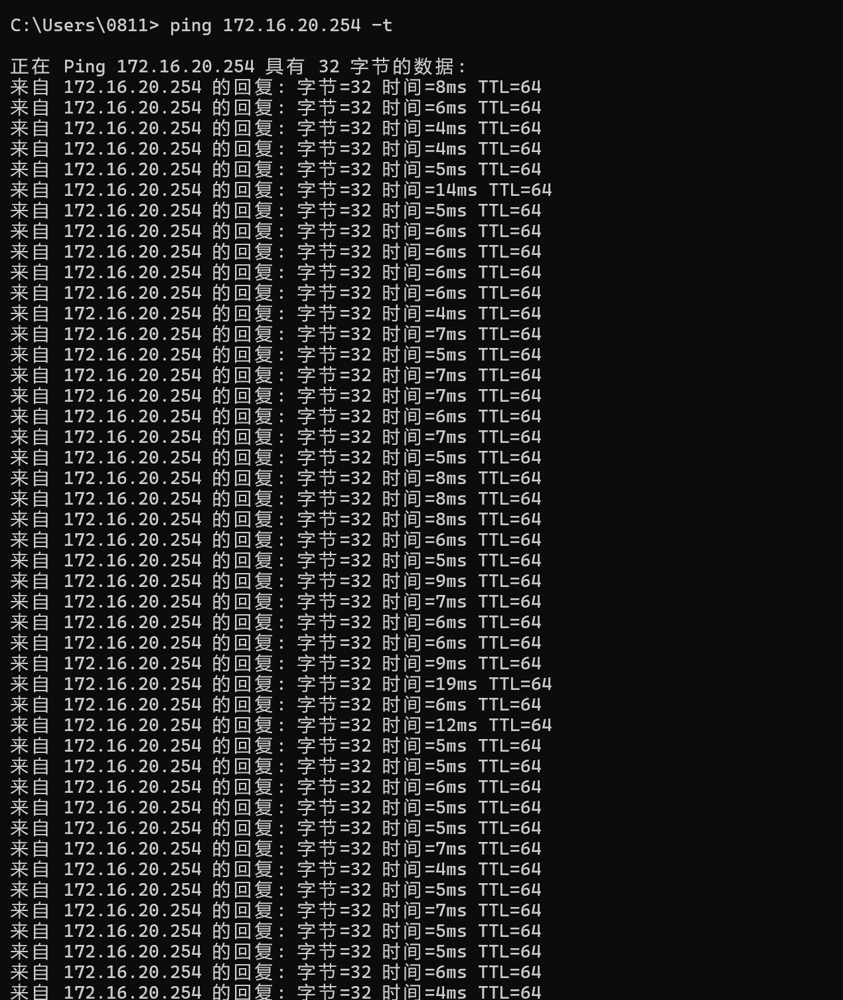 C:\Users\0811> ping 172.16.20.254 -t
正在 Ping 172.16.20.254 具有 32 字节的数据:
来自 172.16.20.254 的回复: 字节=32 时间=8ms TTL=64
来自 172.16.20.254 的回复: 字节=32 时间=6ms TTL=64
来自 172.16.20.254 的回复: 字节=32 时间=4ms TTL=64
来自 172.16.20.254 的回复: 字节=32 时间=4ms TTL=64
来自 172.16.20.254 的回复: 字节=32 时间=5ms TTL=64
来自 172.16.20.254 的回复: 字节=32 时间=14ms TTL=64
来自 172.16.20.254 的回复: 字节=32 时间=5ms TTL=64
来自 172.16.20.254 的回复: 字节=32 时间=6ms TTL=64
来自 172.16.20.254 的回复: 字节=32 时间=6ms TTL=64
来自 172.16.20.254 的回复: 字节=32 时间=6ms TTL=64
来自 172.16.20.254 的回复: 字节=32 时间=6ms TTL=64
来自 172.16.20.254 的回复: 字节=32 时间=4ms TTL=64
来自 172.16.20.254 的回复: 字节=32 时间=7ms TTL=64
来自 172.16.20.254 的回复: 字节=32 时间=5ms TTL=64
来自 172.16.20.254 的回复: 字节=32 时间=7ms TTL=64
来自 172.16.20.254 的回复: 字节=32 时间=7ms TTL=64
来自 172.16.20.254 的回复: 字节=32 时间=6ms TTL=64
来自 172.16.20.254 的回复: 字节=32 时间=7ms TTL=64
来自 172.16.20.254 的回复: 字节=32 时间=5ms TTL=64
来自 172.16.20.254 的回复: 字节=32 时间=8ms TTL=64
来自 172.16.20.254 的回复: 字节=32 时间=8ms TTL=64
来自 172.16.20.254 的回复: 字节=32 时间=8ms TTL=64
来自 172.16.20.254 的回复: 字节=32 时间=6ms TTL=64
来自 172.16.20.254 的回复: 字节=32 时间=5ms TTL=64
来自 172.16.20.254 的回复: 字节=32 时间=9ms TTL=64
来自 172.16.20.254 的回复: 字节=32 时间=7ms TTL=64
来自 172.16.20.254 的回复: 字节=32 时间=6ms TTL=64
来自 172.16.20.254 的回复: 字节=32 时间=6ms TTL=64
来自 172.16.20.254 的回复: 字节=32 时间=9ms TTL=64
来自 172.16.20.254 的回复: 字节=32 时间=19ms TTL=64
来自 172.16.20.254 的回复: 字节=32 时间=6ms TTL=64
来自 172.16.20.254 的回复: 字节=32 时间=12ms TTL=64
来自 172.16.20.254 的回复: 字节=32 时间=5ms TTL=64
来自 172.16.20.254 的回复: 字节=32 时间=5ms TTL=64
来自 172.16.20.254 的回复: 字节=32 时间=6ms TTL=64
来自 172.16.20.254 的回复: 字节=32 时间=5ms TTL=64
来自 172.16.20.254 的回复: 字节=32 时间=5ms TTL=64
来自 172.16.20.254 的回复: 字节=32 时间=7ms TTL=64
来自 172.16.20.254 的回复: 字节=32 时间=4ms TTL=64
来自 172.16.20.254 的回复: 字节=32 时间=5ms TTL=64
来自 172.16.20.254 的回复: 字节=32 时间=7ms TTL=64
来自 172.16.20.254 的回复: 字节=32 时间=5ms TTL=64
来自 172.16.20.254 的回复: 字节=32 时间=5ms TTL=64
来自 172.16.20.254 的回复: 字节=32 时间=6ms TTL=64
来自 172.16.20.254 的回复: 字节=32 时间=4ms TTL=64